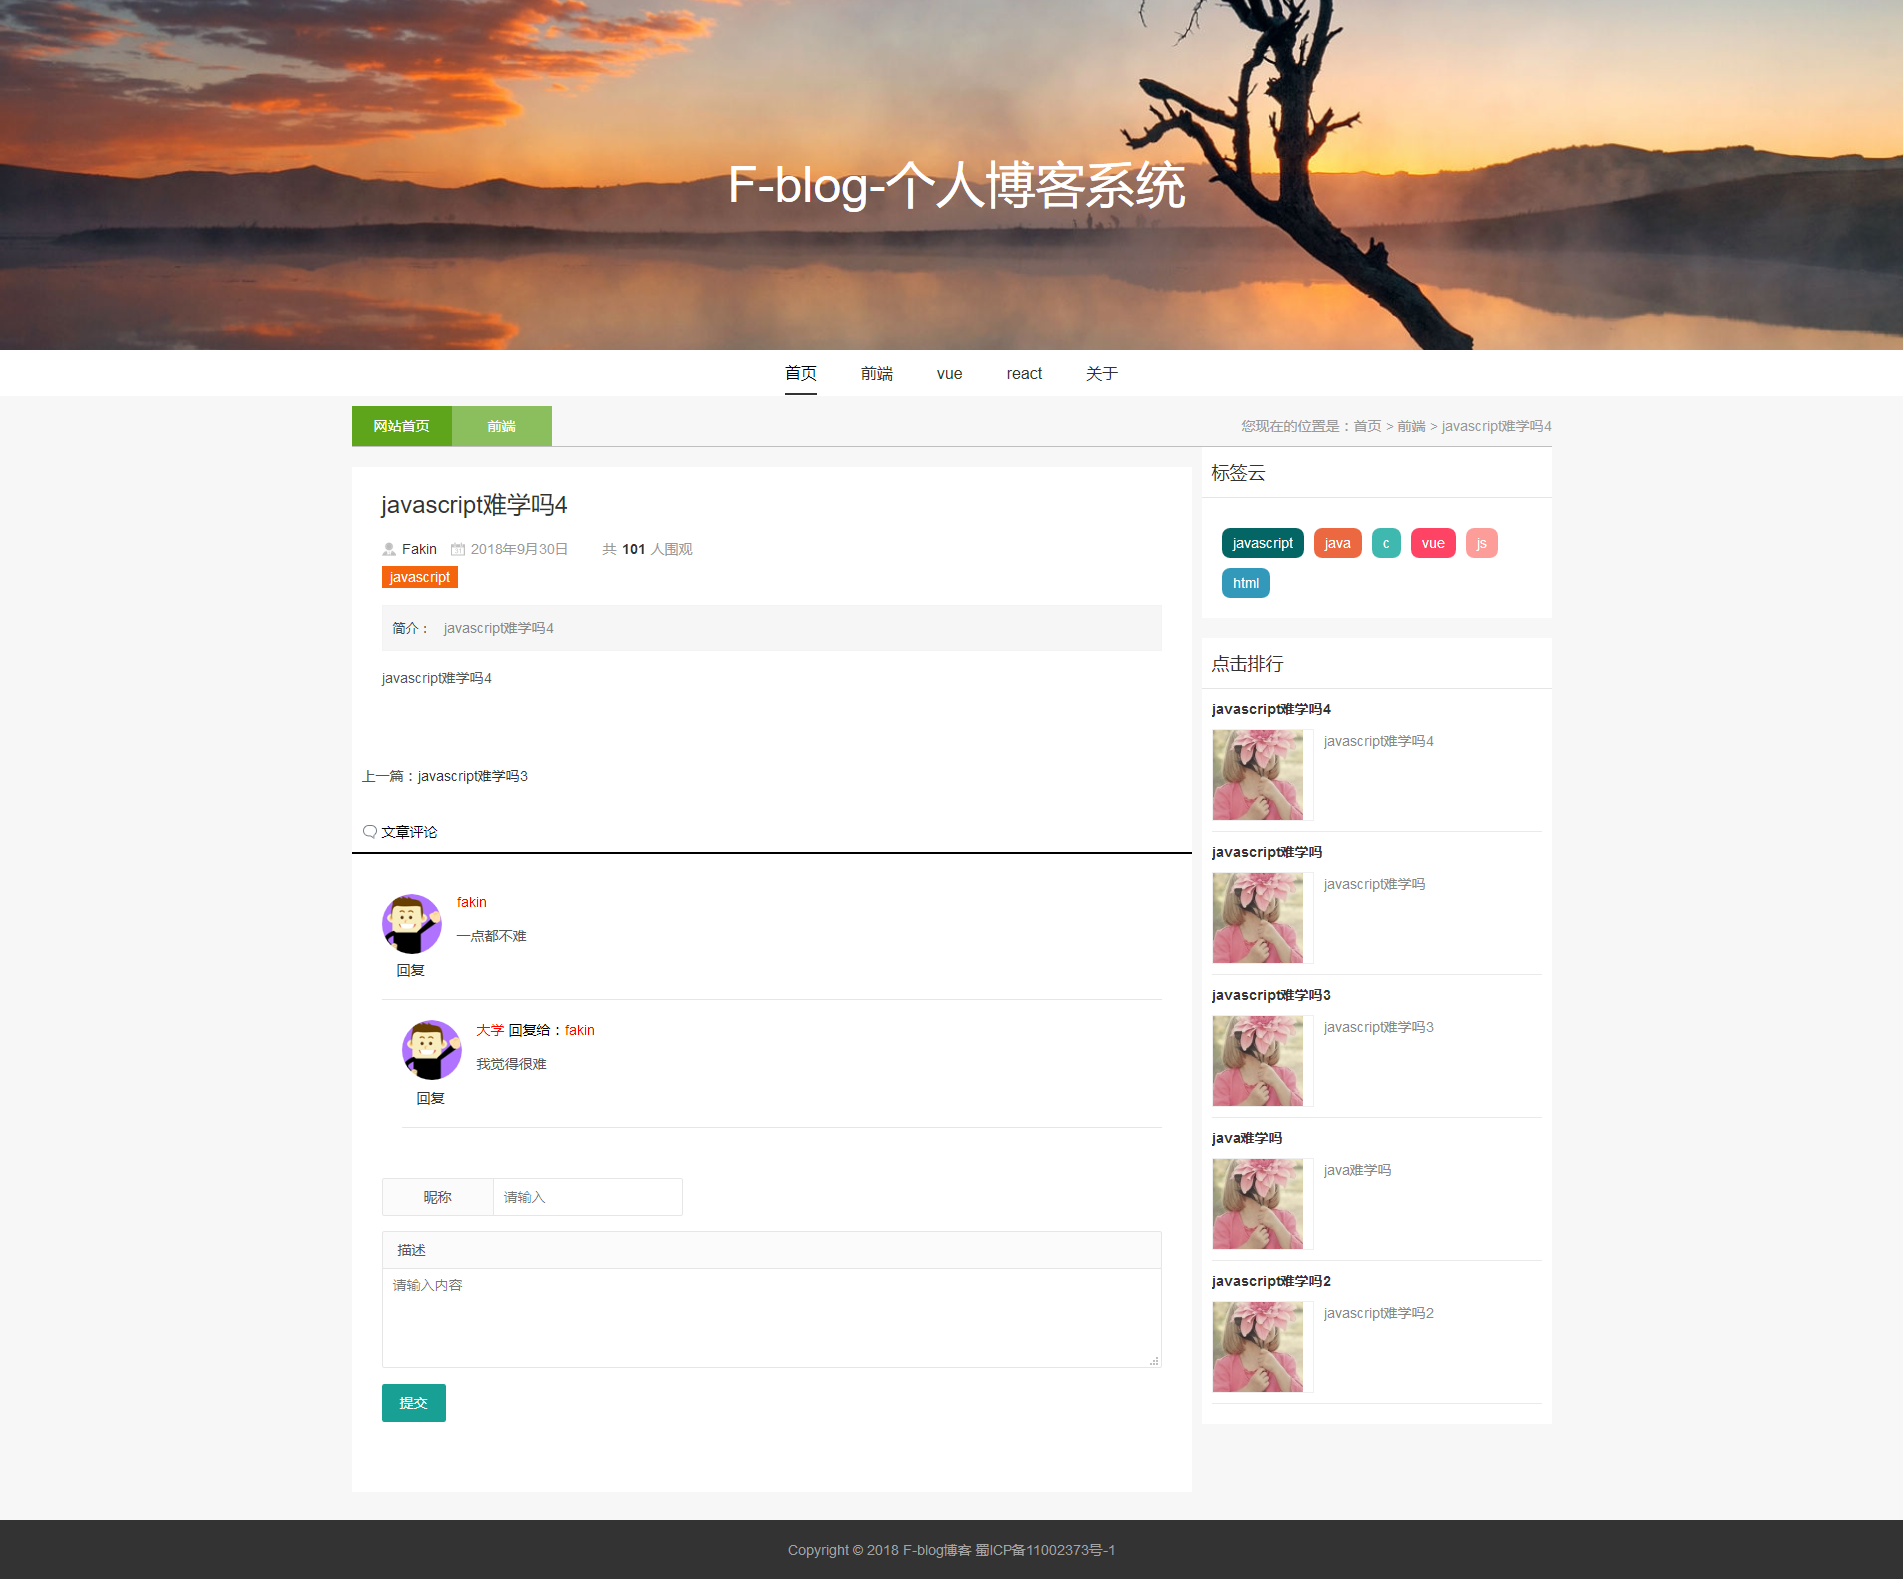 F-blog-个人博客系统
首页 前端 vue react 关于
网站首页 前端
您现在的位置是：首页 > 前端 > javascript难学吗4
javascript难学吗4
Fakin 2018年9月30日 共 101 人围观
javascript
简介： javascript难学吗4
javascript难学吗4
上一篇：javascript难学吗3
文章评论
fakin
一点都不难
回复
大学 回复给：fakin
我觉得很难
回复
昵称 请输入
描述
请输入内容
提交
标签云
javascript java c vue js
html
点击排行
javascript难学吗4
javascript难学吗4
javascript难学吗
javascript难学吗
javascript难学吗3
javascript难学吗3
java难学吗
java难学吗
javascript难学吗2
javascript难学吗2
Copyright © 2018 F-blog博客 蜀ICP备11002373号-1